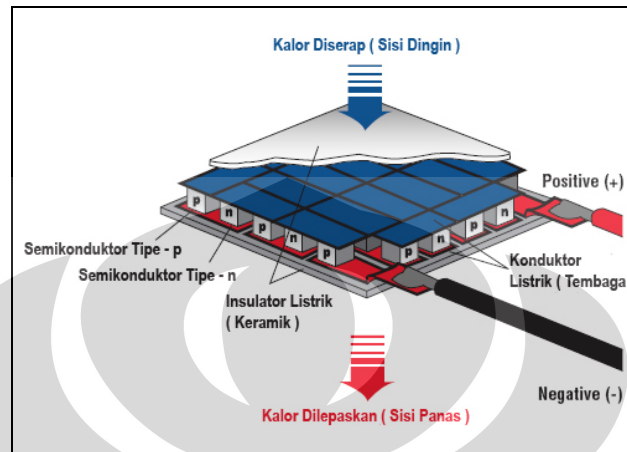 Kalor Diserap ( Sisi Dingin )
Positive (+)
p
n
p
n
p
p
n
p
n
Semikonduktor Tipe - p
Semikonduktor Tipe - n
Insulator Listrik
( Keramik )
Konduktor
Listrik ( Tembaga
Negative (-)
Kalor Dilepaskan ( Sisi Panas )